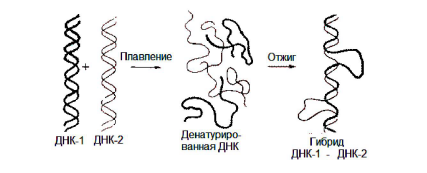 Плавление
Отжиг
+
ДНК-1 ДНК-2
Денатуриро-
ванная ДНК
Гибрид
ДНК-1 - ДНК-2